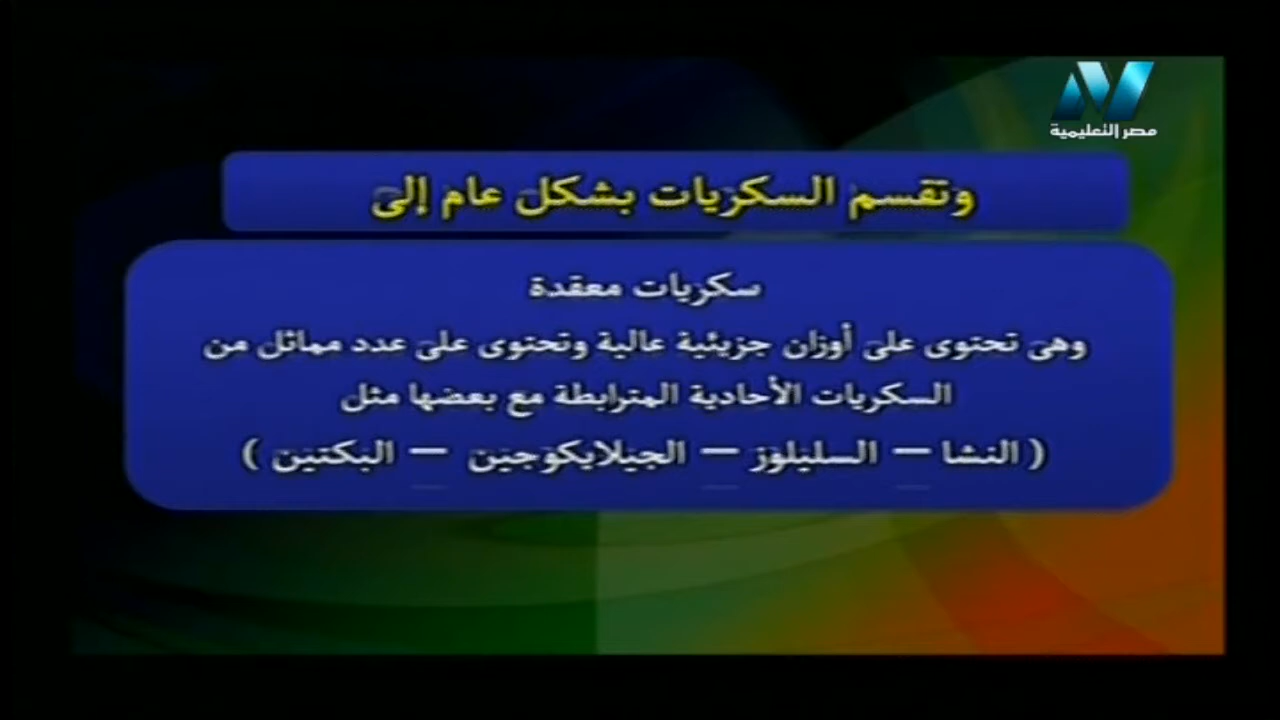 مصر التعليمية
وتقسم السكريات بشكل عام إلى
سكريات معقدة
وهى تحتوى على أوزان جزيئية عالية وتحتوى على عدد مماثل من
السكريات الأحادية المترابطة مع بعضها مثل
( النشا – السليلوز – الجيلايكوجين – البكتين )